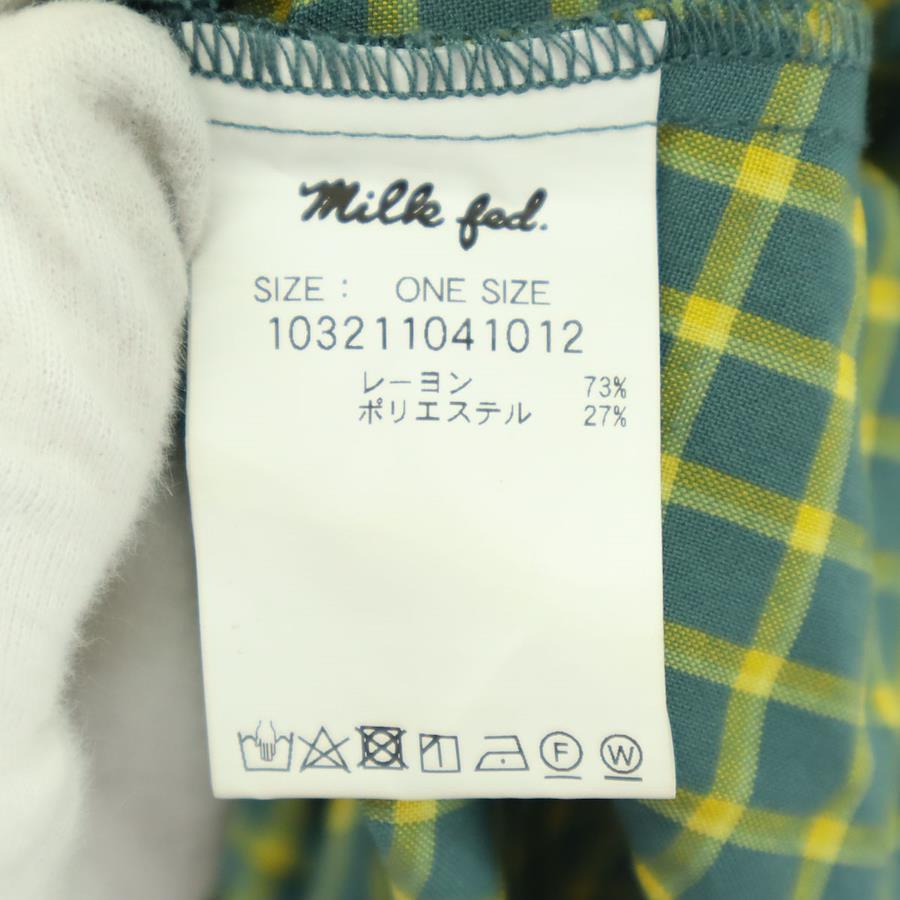 Milk fed.
SIZE : ONE SIZE
103211041012
レーヨン 73%
ポリエステル 27%
F W